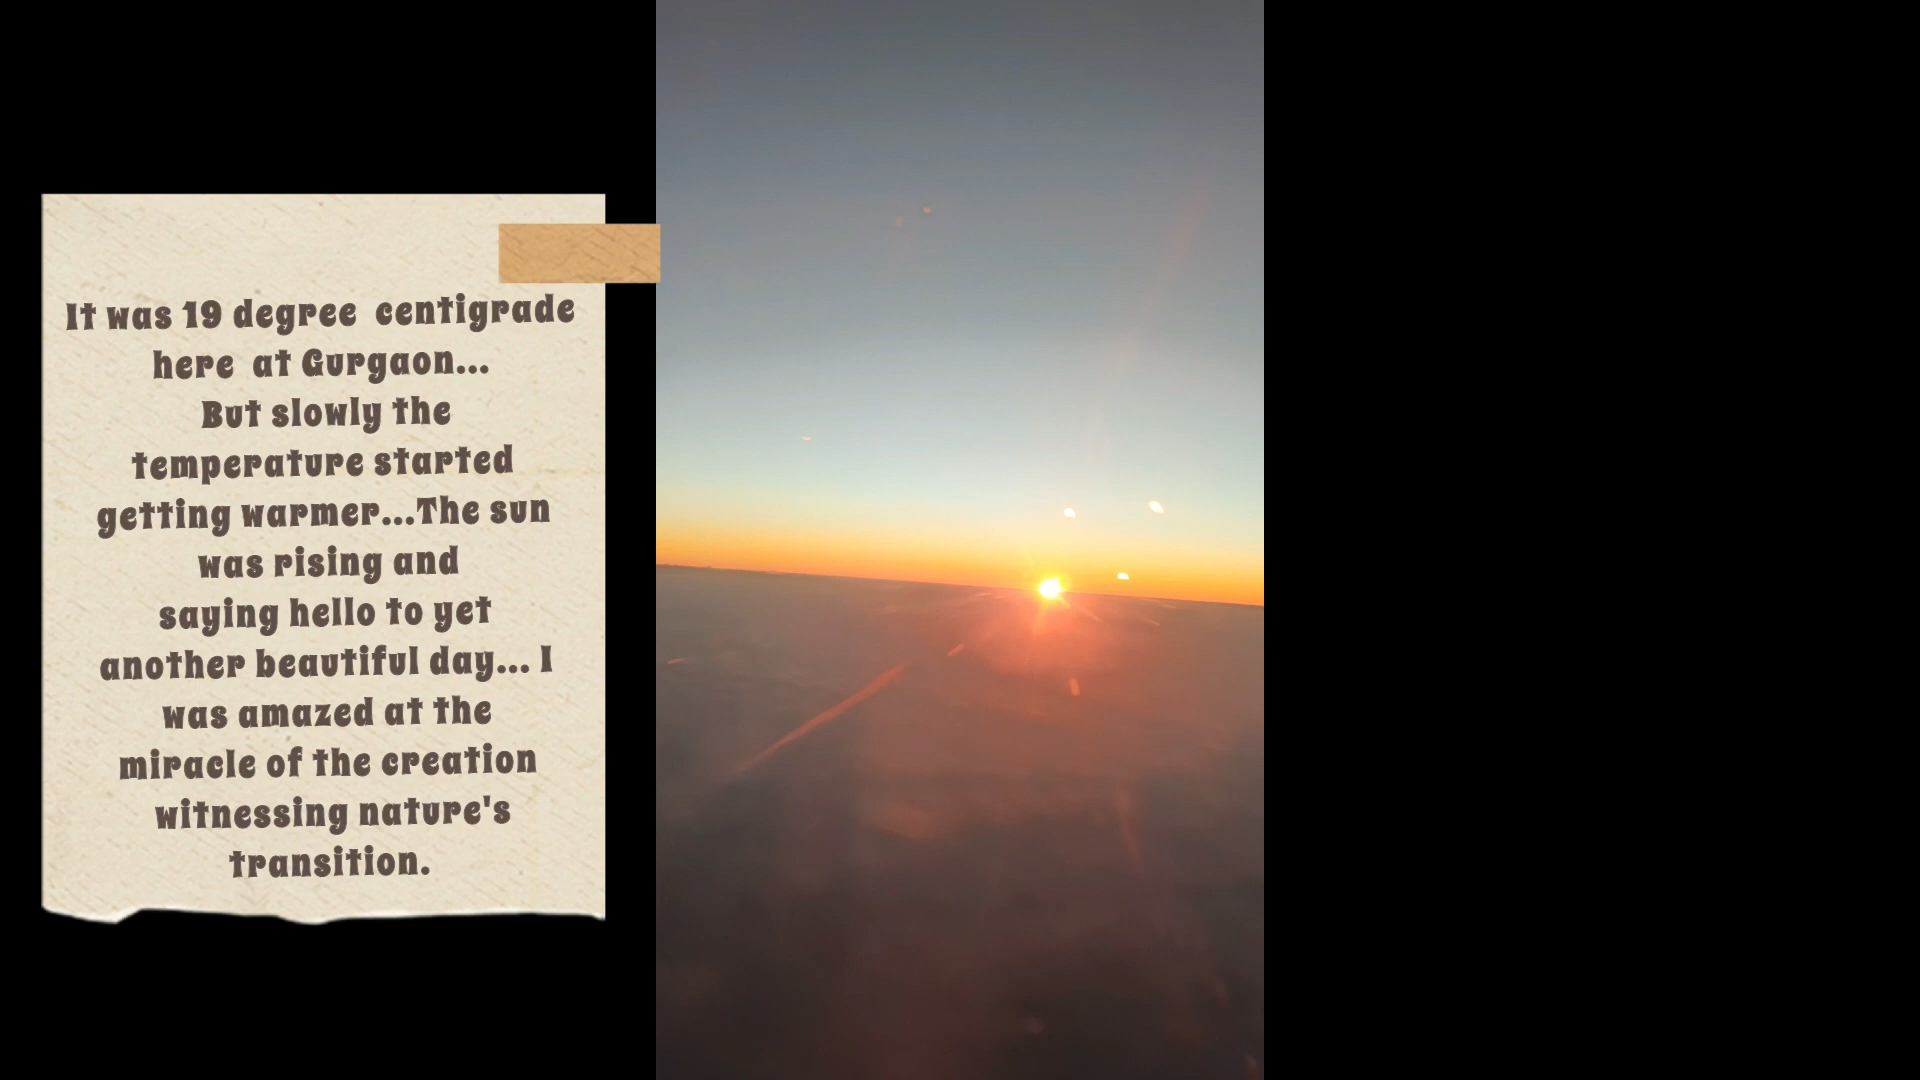 It was 19 degree centigrade
here at Gurgaon...
But slowly the
temperature started
getting warmer...The sun
was rising and
saying hello to yet
another beautiful day... I
was amazed at the
miracle of the creation
witnessing nature's
transition.